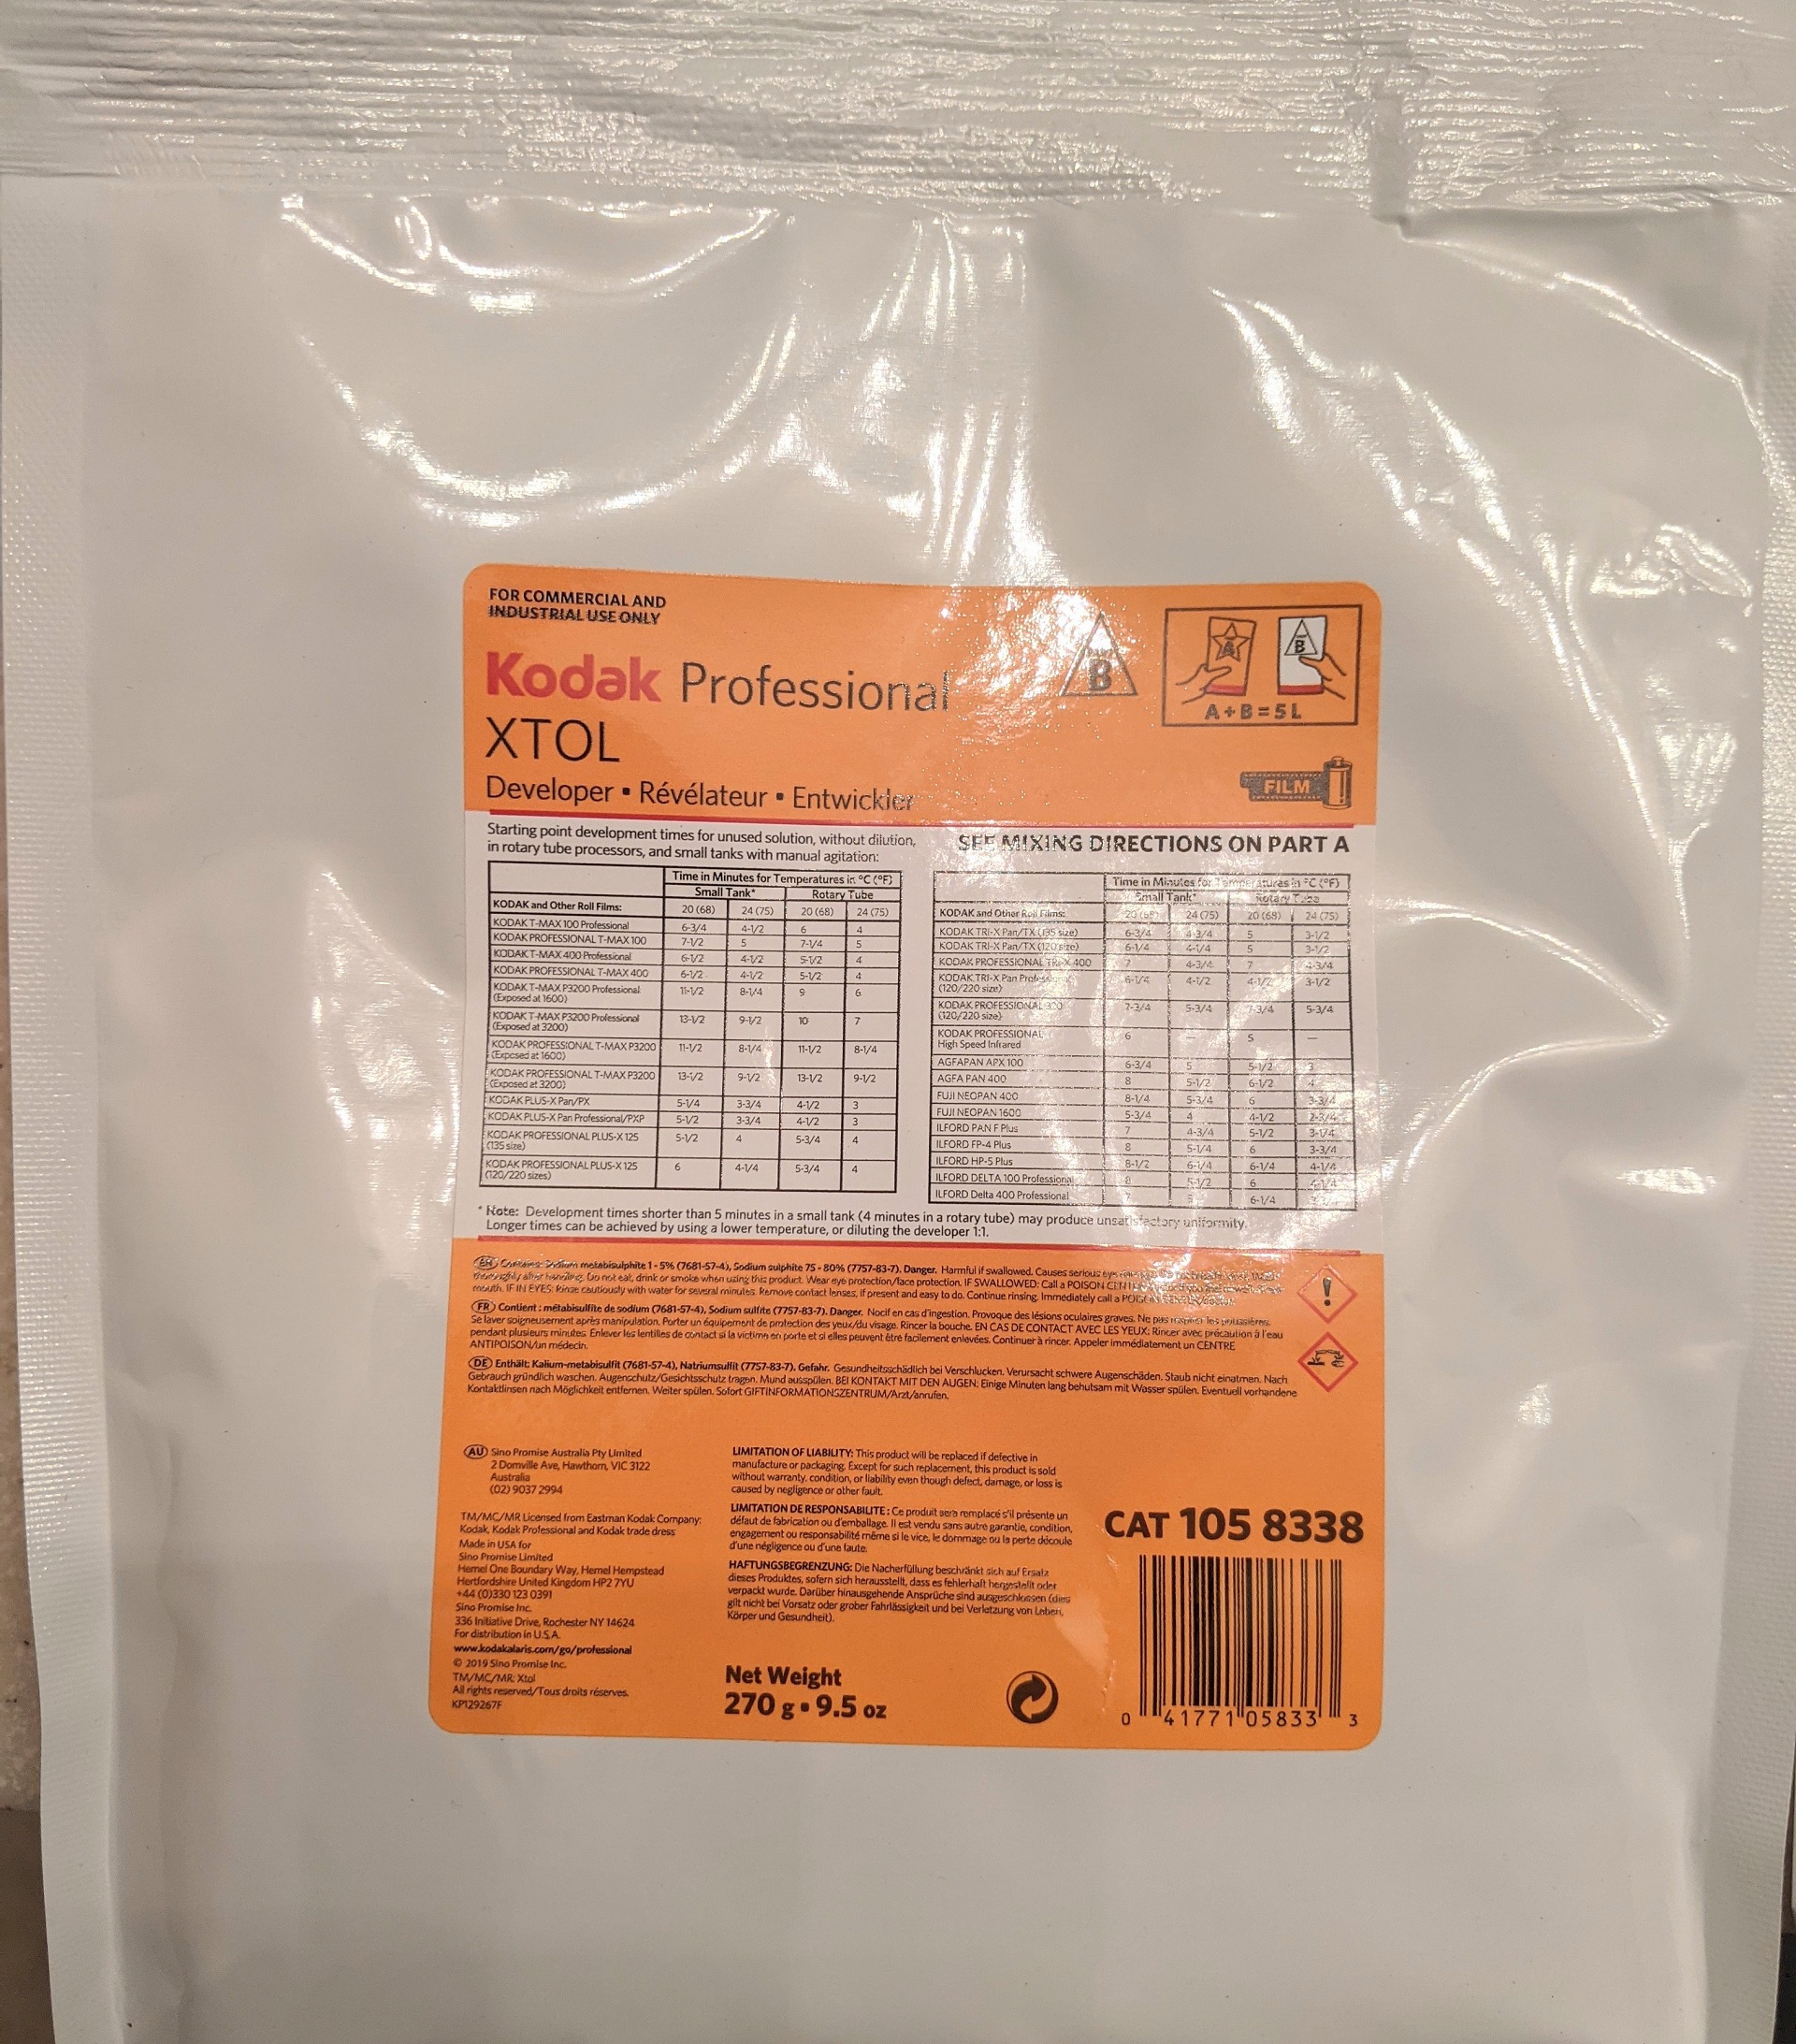 FOR COMMERCIAL AND
INDUSTRIAL USE ONLY
Kodak Professional
XTOL
Developer • Révélateur • Entwickler
B
A
B
A+B=5L
FILM
Starting point development times for unused solution, without dilution,
in rotary tube processors, and small tanks with manual agitation:
Time in Minutes for Temperatures in °C (°F)
Small Tank* Rotary Tube
KODAK and Other Roll Films: 20 (68) 24 (75) 20 (68) 24 (75)
KODAK T-MAX 100 Professional 6-3/4 4-1/2 6 4
KODAK PROFESSIONAL T-MAX 100 7-1/2 5 7-1/4 5
KODAK T-MAX 400 Professional 6-1/2 4-1/2 5-1/2 4
KODAK PROFESSIONAL T-MAX 400 6-1/2 4-1/2 5-1/2 4
KODAK T-MAX P3200 Professional 11-1/2 8-1/4 9 6
(Exposed at 1600)
KODAK T-MAX P3200 Professional 13-1/2 9-1/2 10 7
(Exposed at 3200)
KODAK PROFESSIONAL T-MAX P3200 11-1/2 8-1/4 11-1/2 8-1/4
(Exposed at 1600)
KODAK PROFESSIONAL T-MAX P3200 13-1/2 9-1/2 13-1/2 9-1/2
(Exposed at 3200)
KODAK PLUS-X Pan/PX 5-1/4 3-3/4 4-1/2 3
KODAK PLUS-X Pan Professional/PXP 5-1/2 3-3/4 4-1/2 3
KODAK PROFESSIONAL PLUS-X 125 5-1/2 4 5-3/4 4
(135 size)
KODAK PROFESSIONAL PLUS-X 125 6 4-1/4 5-3/4 4
(120/220 sizes)
SEE MIXING DIRECTIONS ON PART A
Time in Minutes for Temperatures in °C (°F)
Small Tank* Rotary Tube
KODAK and Other Roll Films: 20 (68) 24 (75) 20 (68) 24 (75)
KODAK TRI-X Pan/TX (135 size) 6-3/4 4-3/4 5 3-1/2
KODAK TRI-X Pan/TX (120 size) 6-1/4 4-1/4 5 3-1/2
KODAK PROFESSIONAL TRI-X 400 7 4-3/4 7 4-3/4
KODAK TRI-X Pan Professional 6-1/4 4-1/2 4-1/2 3-1/2
(120/220 size)
KODAK PROFESSIONAL 320 7-3/4 5-3/4 7-3/4 5-3/4
(120/220 size)
KODAK PROFESSIONAL 6 — 5 —
High Speed Infrared
AGFAPAN APX 100 6-3/4 5 5-1/2 3
AGFA PAN 400 8 5-1/2 6-1/2 4
FUJI NEOPAN 400 8-1/4 5-3/4 6 3-3/4
FUJI NEOPAN 1600 5-3/4 4 4-1/2 2-3/4
ILFORD PAN F Plus 7 4-3/4 5-1/2 3-1/4
ILFORD FP-4 Plus 8 5-1/4 6 3-3/4
ILFORD HP-5 Plus 8-1/2 6-1/4 6-1/4 4-1/4
ILFORD DELTA 100 Professional 8 5-1/2 6 4-1/4
ILFORD Delta 400 Professional 7 6-1/4
* Note: Development times shorter than 5 minutes in a small tank (4 minutes in a rotary tube) may produce unsatisfactory uniformity.
Longer times can be achieved by using a lower temperature, or diluting the developer 1:1.
EN Contains: Sodium metabisulphite 1 - 5% (7681-57-4), Sodium sulphite 75 - 80% (7757-83-7). Danger. Harmful if swallowed. Causes serious eye
thoroughly after handling. Do not eat, drink or smoke when using this product. Wear eye protection/face protection. IF SWALLOWED: Call a POISON
mouth. IF IN EYES: Rinse cautiously with water for several minutes. Remove contact lenses, if present and easy to do. Continue rinsing. Immediately call a POISON
FR Contient : métabisulfite de sodium (7681-57-4), Sodium sulfite (7757-83-7). Danger. Nocif en cas d'ingestion. Provoque des lésions oculaires graves. Ne pas respirer les poussières.
Se laver soigneusement après manipulation. Porter un équipement de protection des yeux/du visage. Rincer la bouche. EN CAS DE CONTACT AVEC LES YEUX: Rincer avec précaution à l'eau
pendant plusieurs minutes. Enlever les lentilles de contact si la victime en porte et si elles peuvent être facilement enlevées. Continuer à rincer. Appeler immédiatement un CENTRE
ANTIPOISON/un médecin.
DE Enthält: Kalium-metabisulfit (7681-57-4), Natriumsulfit (7757-83-7). Gefahr. Gesundheitsschädlich bei Verschlucken. Verursacht schwere Augenschäden. Staub nicht einatmen. Nach
Gebrauch gründlich waschen. Augenschutz/Gesichtsschutz tragen. Mund ausspülen. BEI KONTAKT MIT DEN AUGEN: Einige Minuten lang behutsam mit Wasser spülen. Eventuell vorhandene
Kontaktlinsen nach Möglichkeit entfernen. Weiter spülen. Sofort GIFTINFORMATIONSZENTRUM/Arzt/anrufen.
AU Sino Promise Australia Pty Limited
2 Domville Ave, Hawthorn, VIC 3122
Australia
(02) 9037 2994
TM/MC/MR Licensed from Eastman Kodak Company:
Kodak, Kodak Professional and Kodak trade dress
Made in USA for
Sino Promise Limited
Hemel One Boundary Way, Hemel Hempstead
Hertfordshire United Kingdom HP2 7YU
+44 (0)330 123 0391
Sino Promise Inc.
336 Initiative Drive, Rochester NY 14624
For distribution in U.S.A.
www.kodakalaris.com/go/professional
© 2019 Sino Promise Inc.
TM/MC/MR: Xtol
All rights reserved/Tous droits réserves.
KP129267F
LIMITATION OF LIABILITY: This product will be replaced if defective in
manufacture or packaging. Except for such replacement, this product is sold
without warranty, condition, or liability even though defect, damage, or loss is
caused by negligence or other fault.
LIMITATION DE RESPONSABILITE : Ce produit sera remplacé s'il présente un
défaut de fabrication ou d'emballage. Il est vendu sans autre garantie, condition,
engagement ou responsabilité même si le vice, le dommage ou la perte découle
d'une négligence ou d'une faute.
HAFTUNGSBEGRENZUNG: Die Nacherfüllung beschränkt sich auf Ersatz
dieses Produktes, sofern sich herausstellt, dass es fehlerhaft hergestellt oder
verpackt wurde. Darüber hinausgehende Ansprüche sind ausgeschlossen (dies
gilt nicht bei Vorsatz oder grober Fahrlässigkeit und bei Verletzung von Leben,
Körper und Gesundheit).
Net Weight
270 g • 9.5 oz
CAT 105 8338
0 41771 05833 3